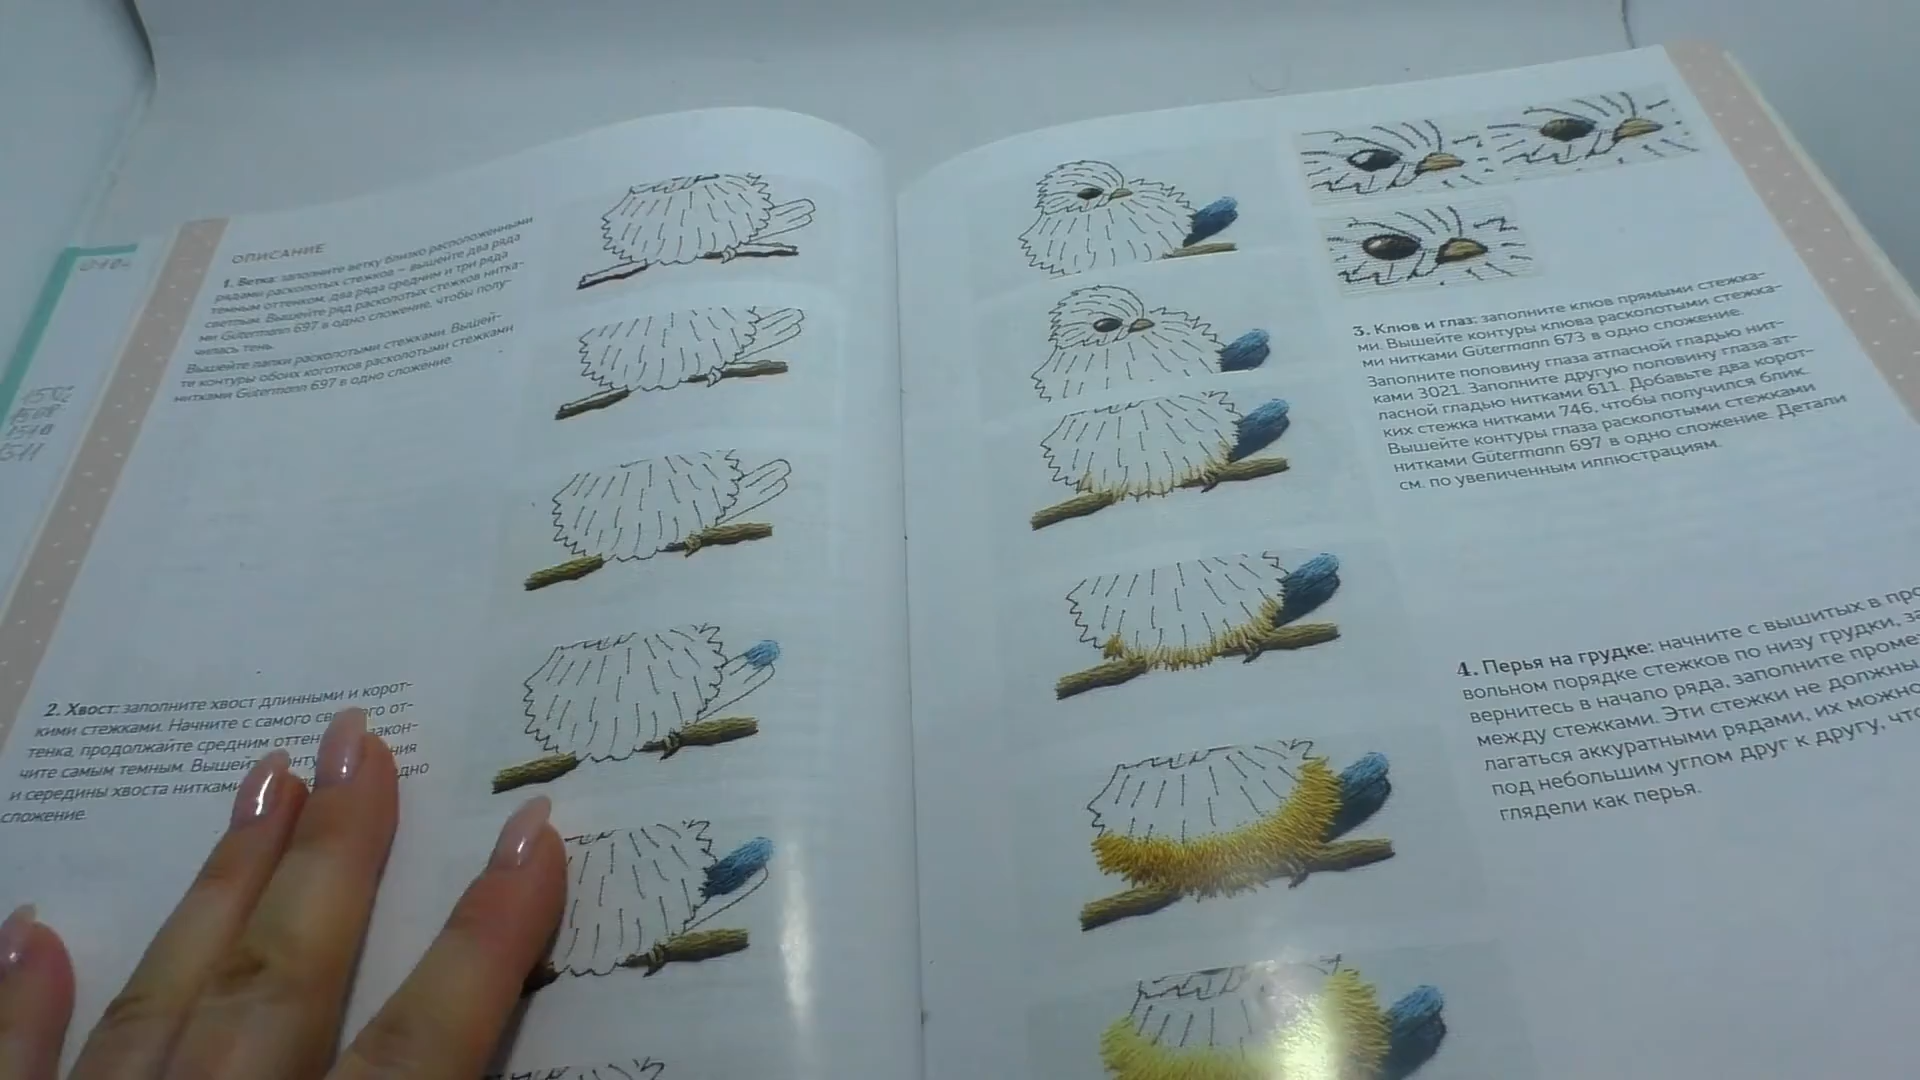 ОПИСАНИЕ
1. Ветка: заполните ветку близко расположенными
рядами расколотых стежков – вышейте два ряда
темным оттенком, два ряда средним и три ряда
светлым. Вышейте ряд расколотых стежков нитка-
ми Gütermann 697 в одно сложение, чтобы полу-
чилась тень.
Вышейте лапки расколотыми стежками. Вышей-
те контуры обоих коготков расколотыми стежками
нитками Gütermann 697 в одно сложение.
2. Хвост: заполните хвост длинными и корот-
кими стежками. Начните с самого от-
тенка, продолжайте средним
чите самым темным.
и середины хвоста нитками
сложение.
3. Клюв и глаз: заполните клюв прямыми стежка-
ми. Вышейте контуры клюва расколотыми стежка-
ми нитками Gütermann 673 в одно сложение.
Заполните половину глаза атласной гладью нит-
ками 3021. Заполните другую половину глаза ат-
ласной гладью нитками 611. Добавьте два корот-
ких стежка нитками 746, чтобы получился блик.
Вышейте контуры глаза расколотыми стежками
нитками Gütermann 697 в одно сложение. Детали
см. по увеличенным иллюстрациям.
4. Перья на грудке: начните с вышитых в про
вольном порядке стежков по низу грудки, за
вернитесь в начало ряда, заполните проме
между стежками. Эти стежки не должны
лагаться аккуратными рядами, их можно
под небольшим углом друг к другу, что
глядели как перья.